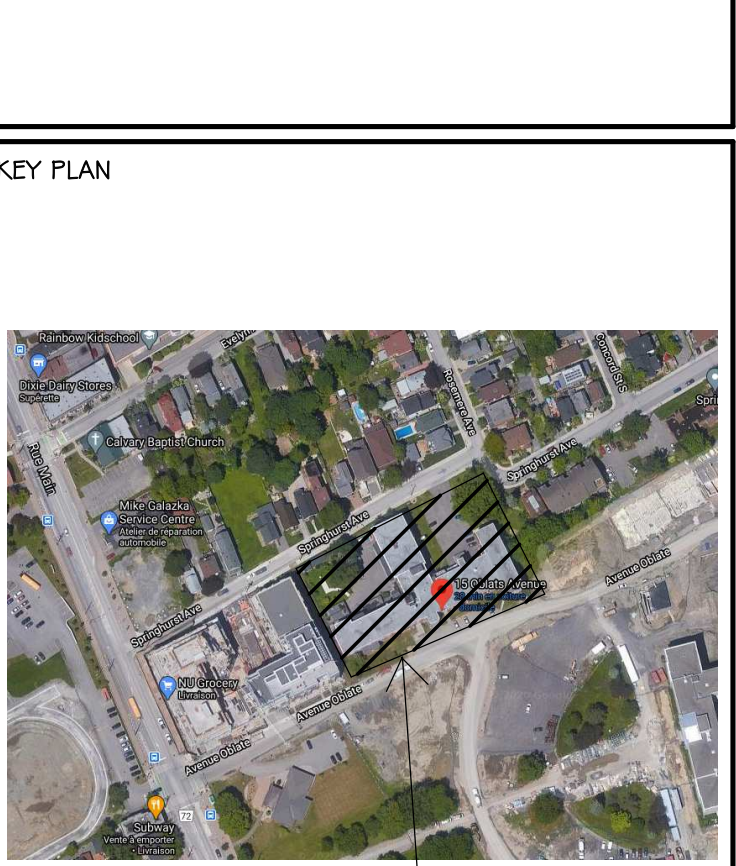 KEY PLAN
Rainbow Kidschool
Dixie Dairy Stores
Supérette
Calvary Baptist Church
Rue Main
Rosemere Ave
Concord St S
Springhurst Ave
Mike Galazka
Service Centre
Atelier de réparation
automobile
Springhurst Ave
15 Oblats Avenue
Avenue Oblate
Springhurst Ave
NU Grocery
Livraison
Avenue Oblate
Avenue Oblate
72
Subway
Vente à emporter
• Livraison